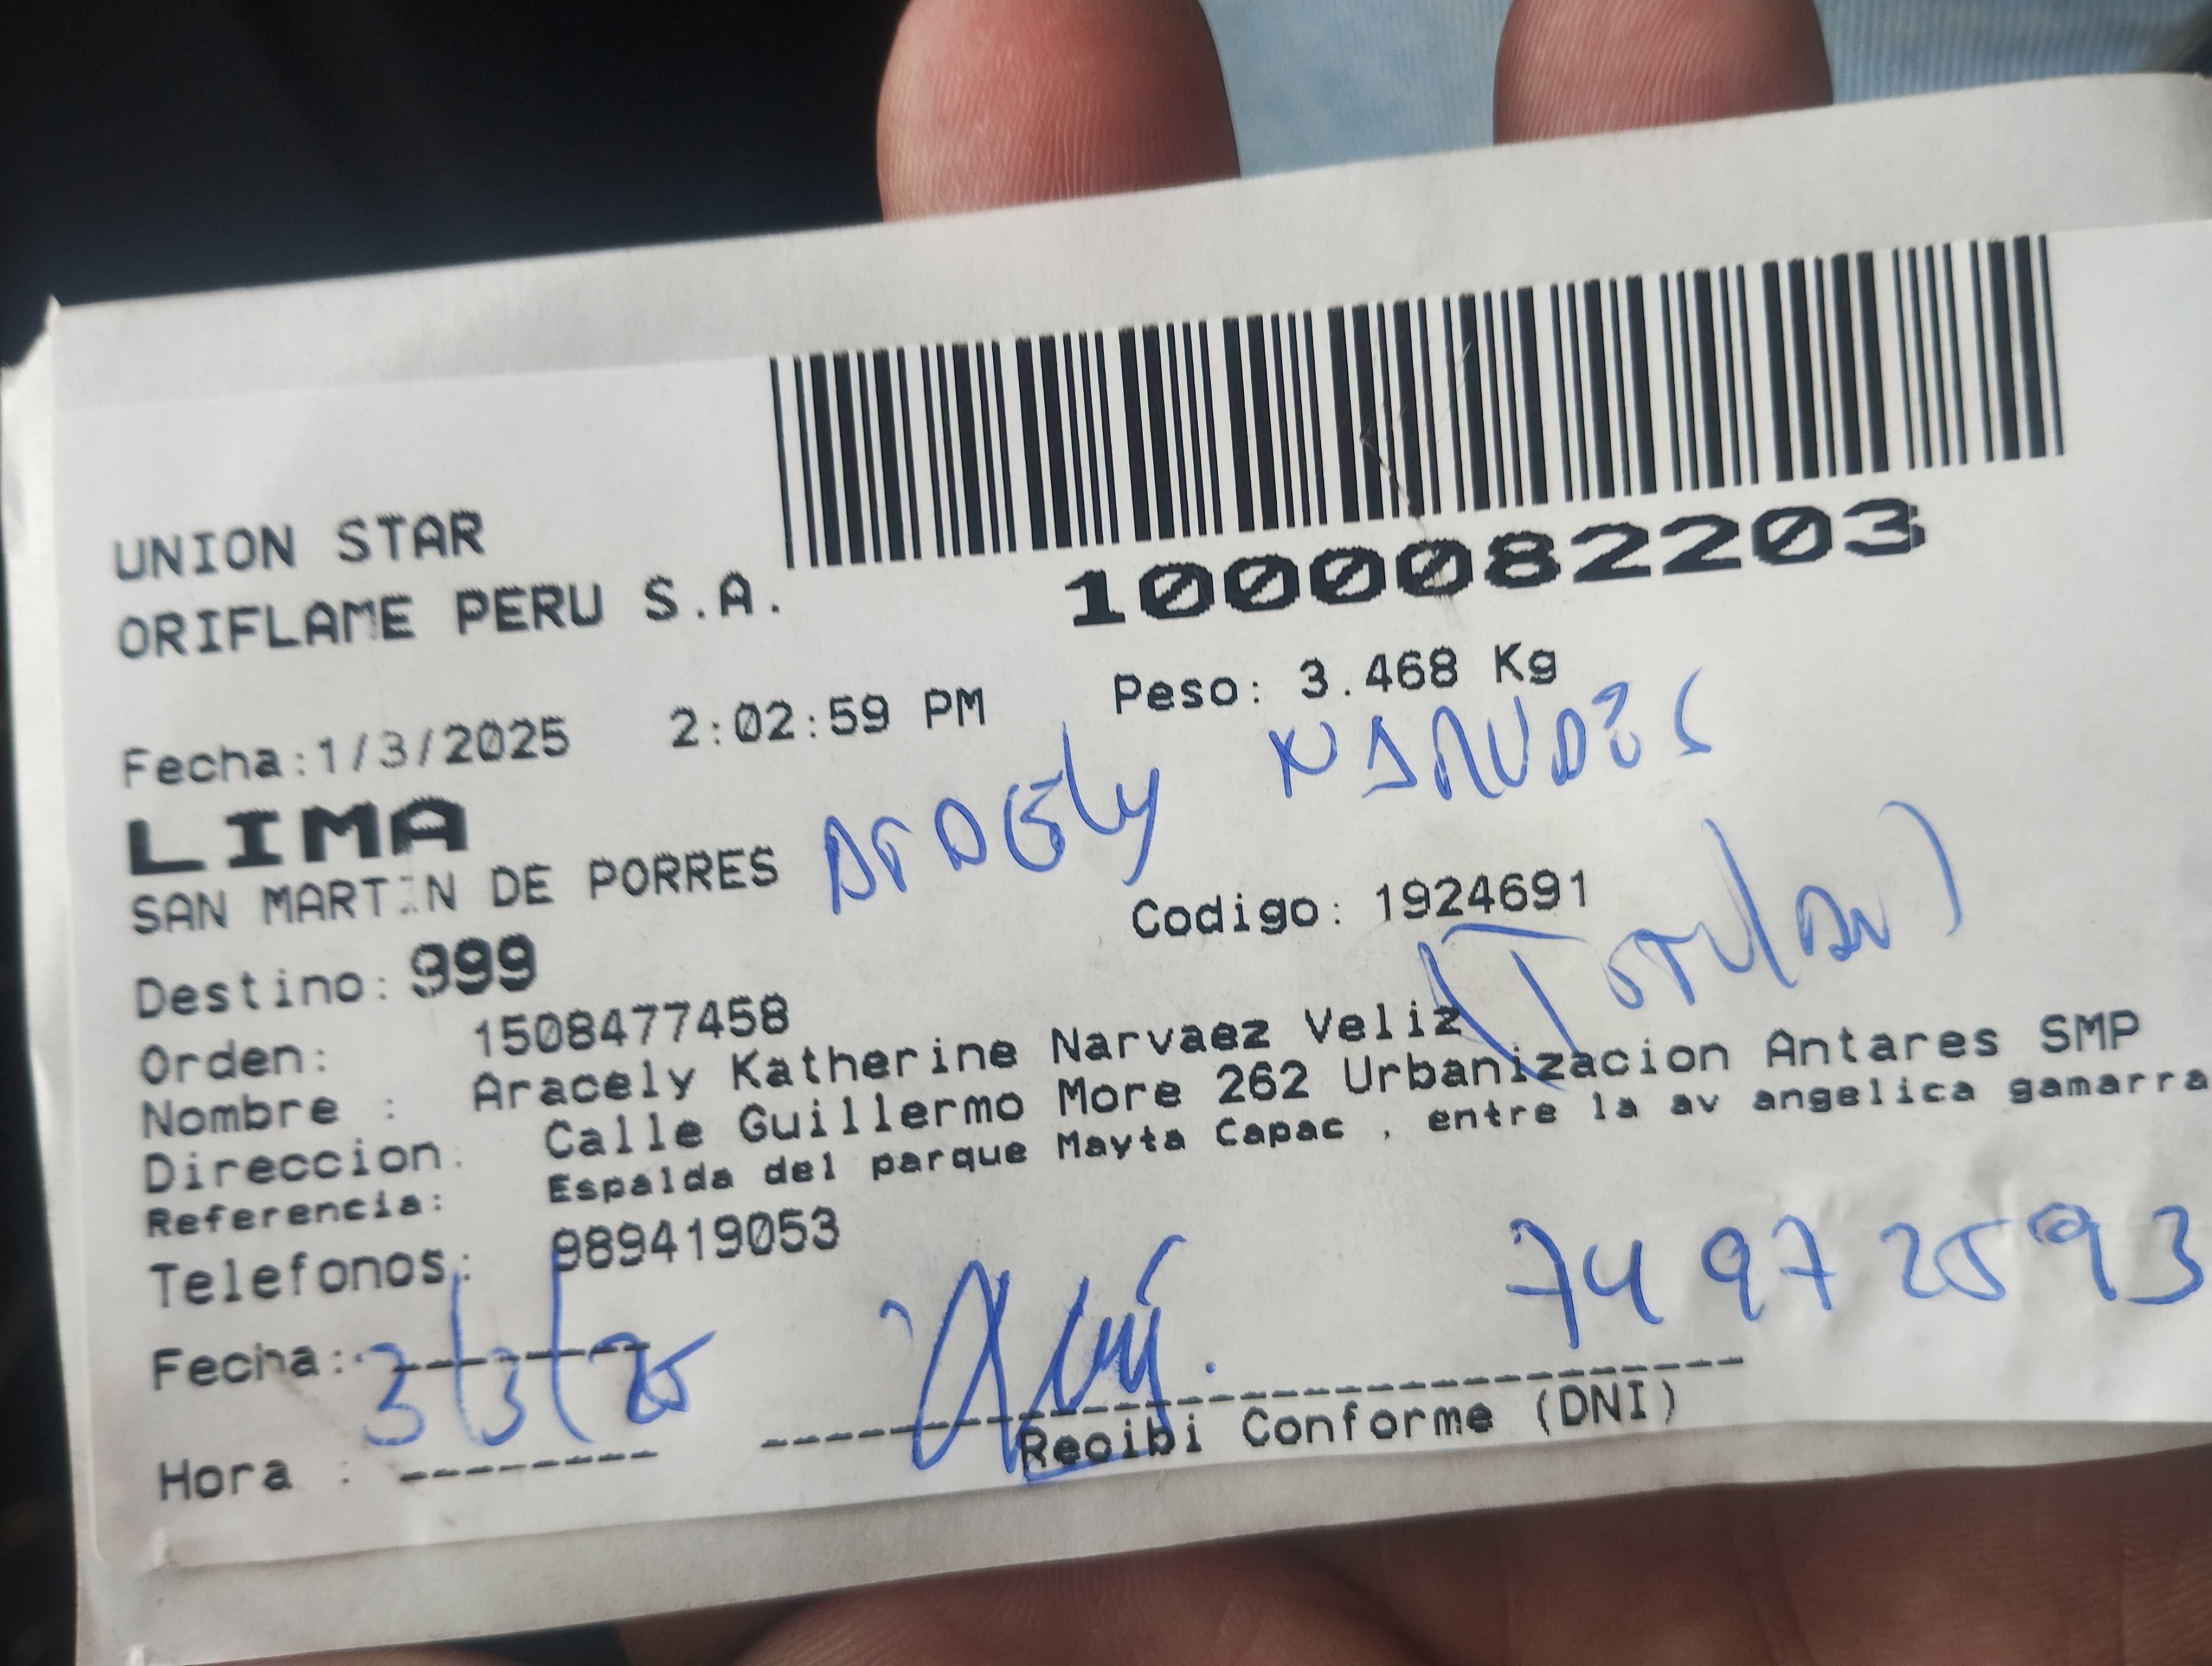 1000082203
UNION STAR
ORIFLAME PERU S.A.
Fecha:1/3/2025 2:02:59 PM Peso: 3.468 Kg
LIMA
Aracely Narvaez
SAN MARTIN DE PORRES
Codigo: 1924691
(Titular)
Destino: 999
Orden: 1508477458
Nombre : Aracely Katherine Narvaez Veliz
Direccion: Calle Guillermo More 262 Urbanizacion Antares SMP
Referencia: Espalda del parque Mayta Capac , entre la av angelica gamarra
Telefonos: 989419053
74972593
Fecha: 3/3/25
Recibi Conforme (DNI)
Hora :